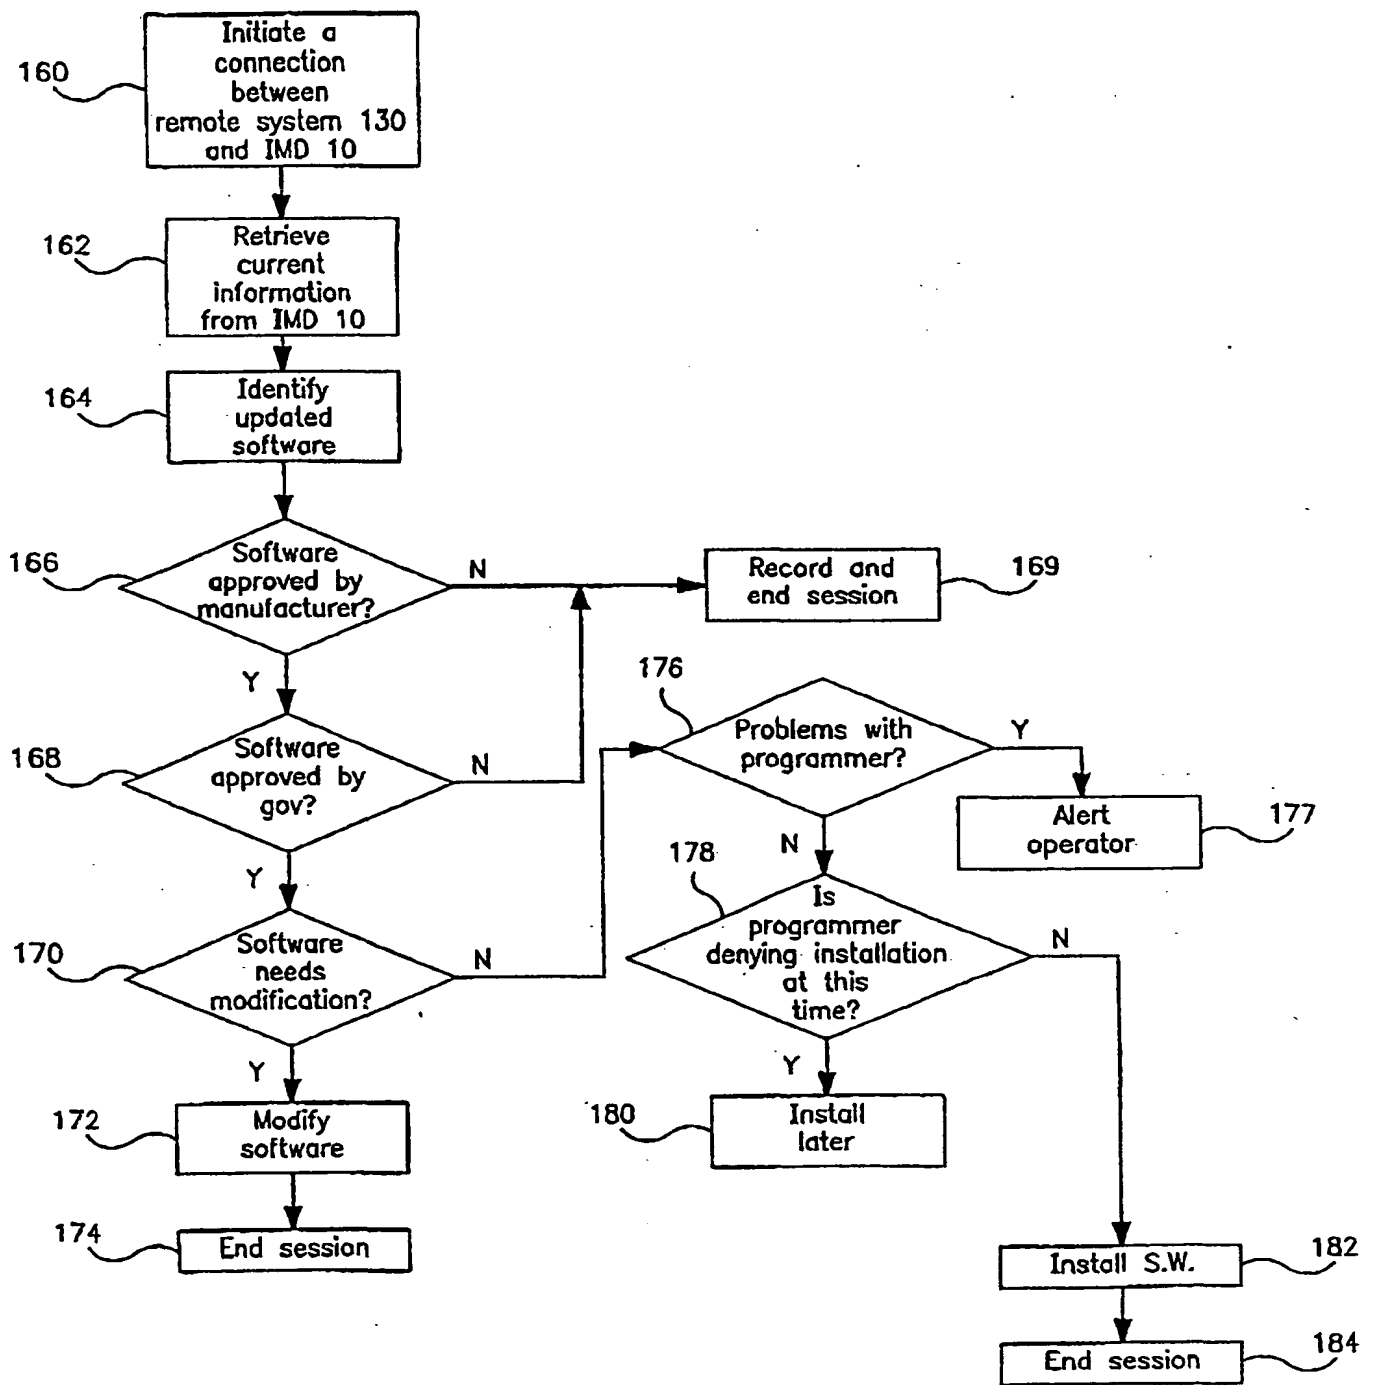 Initiate a
connection
between
remote system 130
and IMD 10
160
Retrieve
current
information
from IMD 10
162
Identify
updated
software
164
Software
approved by
manufacturer?
166
N
Y
Record and
end session
169
Software
approved by
gov?
168
N
Y
Software
needs
modification?
170
N
Y
Modify
software
172
End session
174
176
Problems with
programmer?
Y
N
Alert
operator
177
178
Is
programmer
denying installation
at this
time?
N
Y
Install
later
180
Install S.W.
182
End session
184